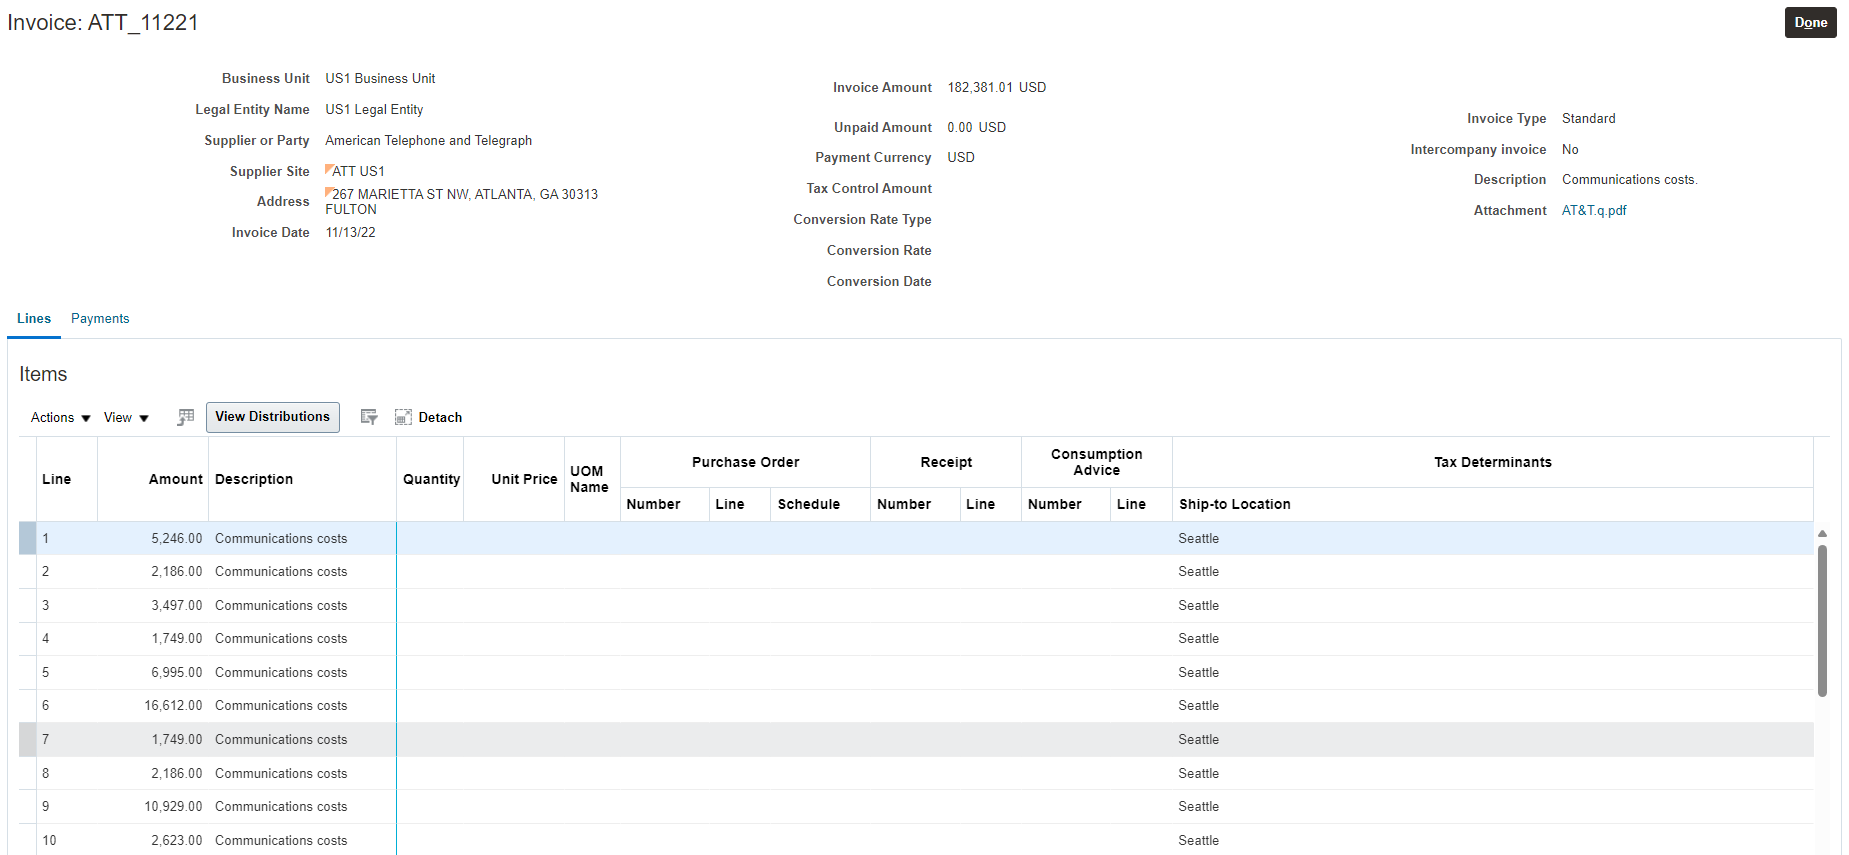 Invoice: ATT_11221
Done
Business Unit US1 Business Unit
Legal Entity Name US1 Legal Entity
Supplier or Party American Telephone and Telegraph
Supplier Site ATT US1
Address 267 MARIETTA ST NW, ATLANTA, GA 30313
FULTON
Invoice Date 11/13/22
Invoice Amount 182,381.01 USD
Unpaid Amount 0.00 USD
Payment Currency USD
Tax Control Amount
Conversion Rate Type
Conversion Rate
Conversion Date
Invoice Type Standard
Intercompany invoice No
Description Communications costs.
Attachment AT&T.q.pdf
Lines Payments
Items
Actions View View Distributions Detach
Line Amount Description Quantity Unit Price UOM Name Purchase Order Receipt Consumption Advice Tax Determinants
Number Line Schedule Number Line Number Line Ship-to Location
1 5,246.00 Communications costs Seattle
2 2,186.00 Communications costs Seattle
3 3,497.00 Communications costs Seattle
4 1,749.00 Communications costs Seattle
5 6,995.00 Communications costs Seattle
6 16,612.00 Communications costs Seattle
7 1,749.00 Communications costs Seattle
8 2,186.00 Communications costs Seattle
9 10,929.00 Communications costs Seattle
10 2,623.00 Communications costs Seattle